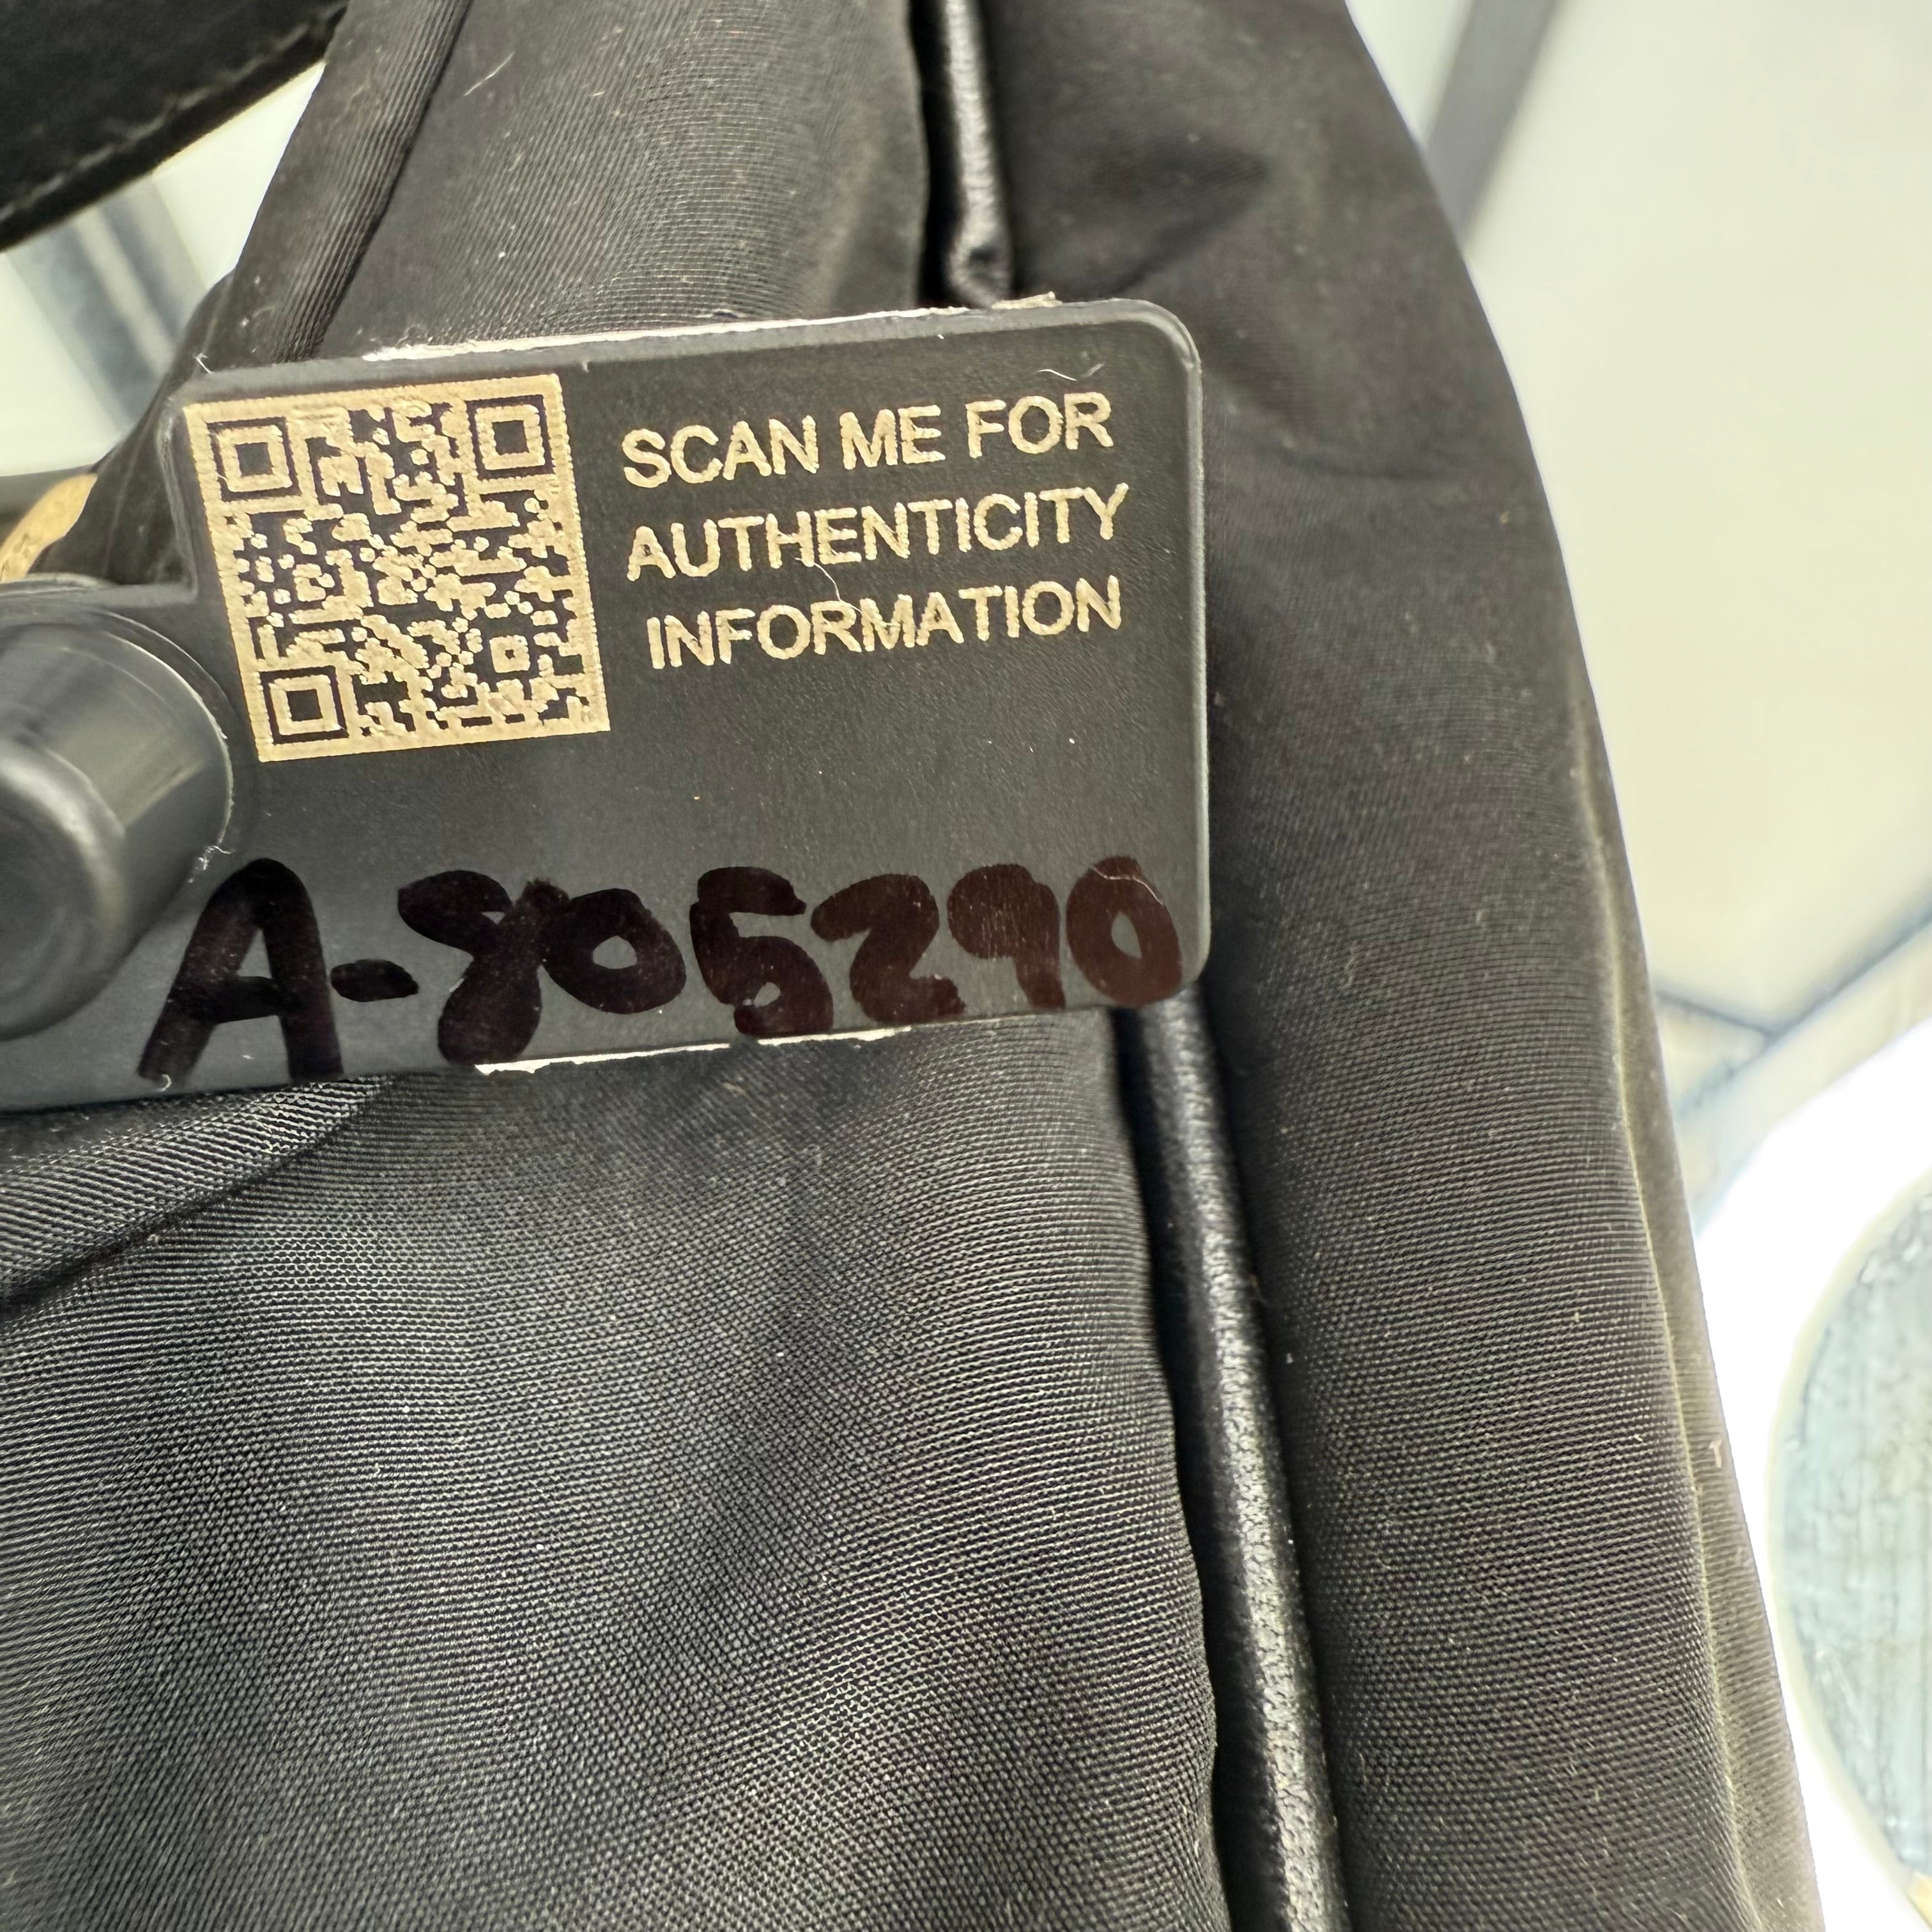 SCAN ME FOR
AUTHENTICITY
INFORMATION
A-805290